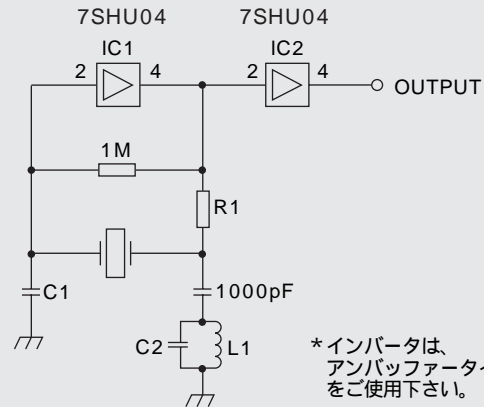 7SHU04 7SHU04
IC1 IC2
2 4 2 4 OUTPUT
1M
R1
C1 1000pF
C2 L1
*インバータは、
アンバッファータイ
をご使用下さい。